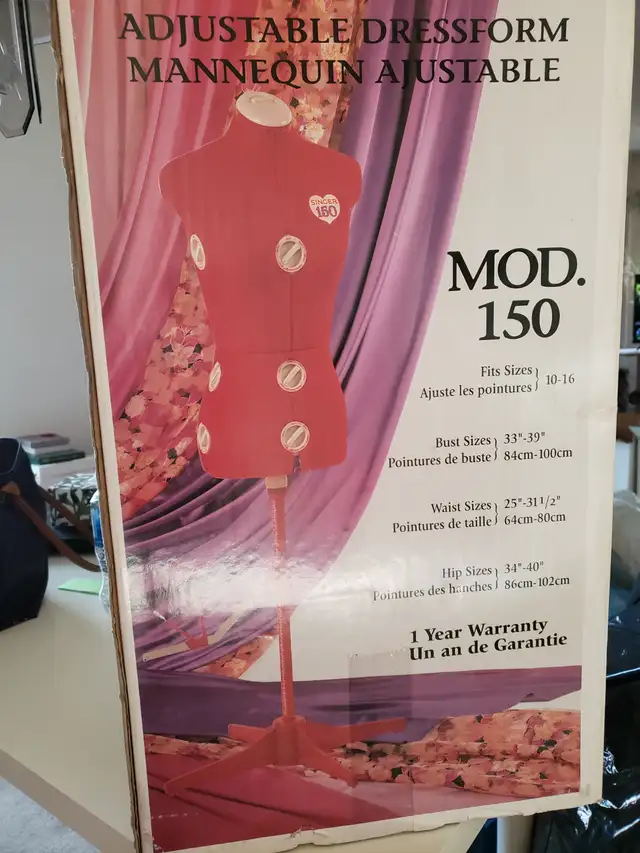 ADJUSTABLE DRESSFORM
MANNEQUIN AJUSTABLE
SINGER
150
MOD.
150
Fits Sizes
Ajuste les pointures } 10-16
Bust Sizes } 33"-39"
Pointures de buste } 84cm-100cm
Waist Sizes } 25"-31 1/2"
Pointures de taille } 64cm-80cm
Hip Sizes } 34"-40"
Pointures des hanches } 86cm-102cm
1 Year Warranty
Un an de Garantie